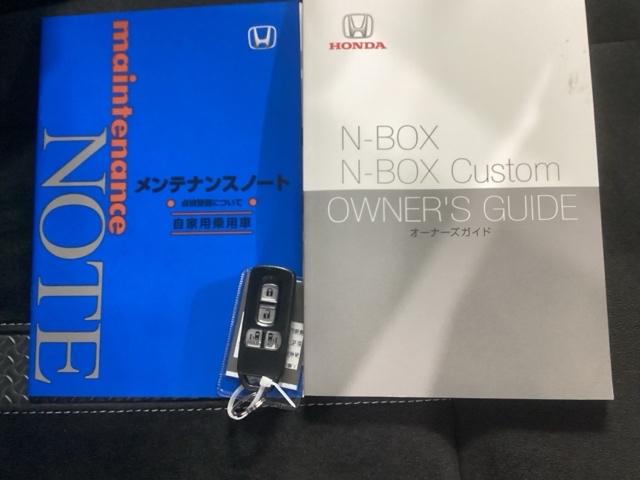 maintenance
NOTE
メンテナンスノート
点検整備について
自家用乗用車
HONDA
N-BOX
N-BOX Custom
OWNER'S GUIDE
オーナーズガイド